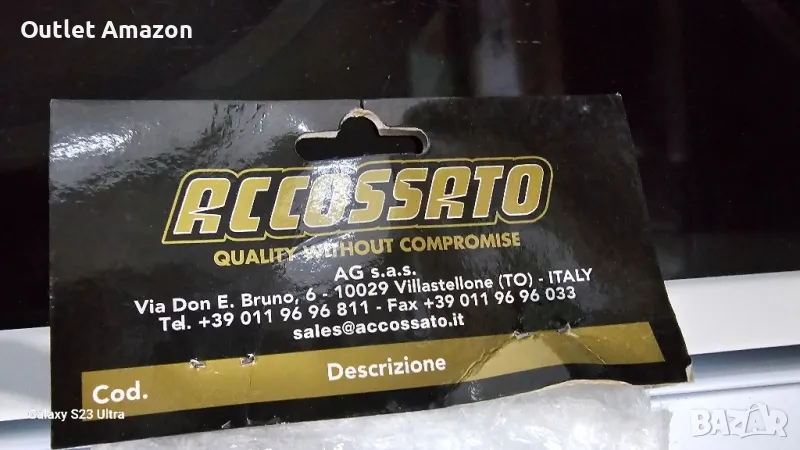 Outlet Amazon
ACCOSSATO
QUALITY WITHOUT COMPROMISE
AG s.a.s.
Via Don E. Bruno, 6 - 10029 Villastellone (TO) - ITALY
Tel. +39 011 96 96 811 - Fax +39 011 96 96 033
sales@accossato.it
Descrizione
Cod.
Galaxy S23 Ultra
BAZAR